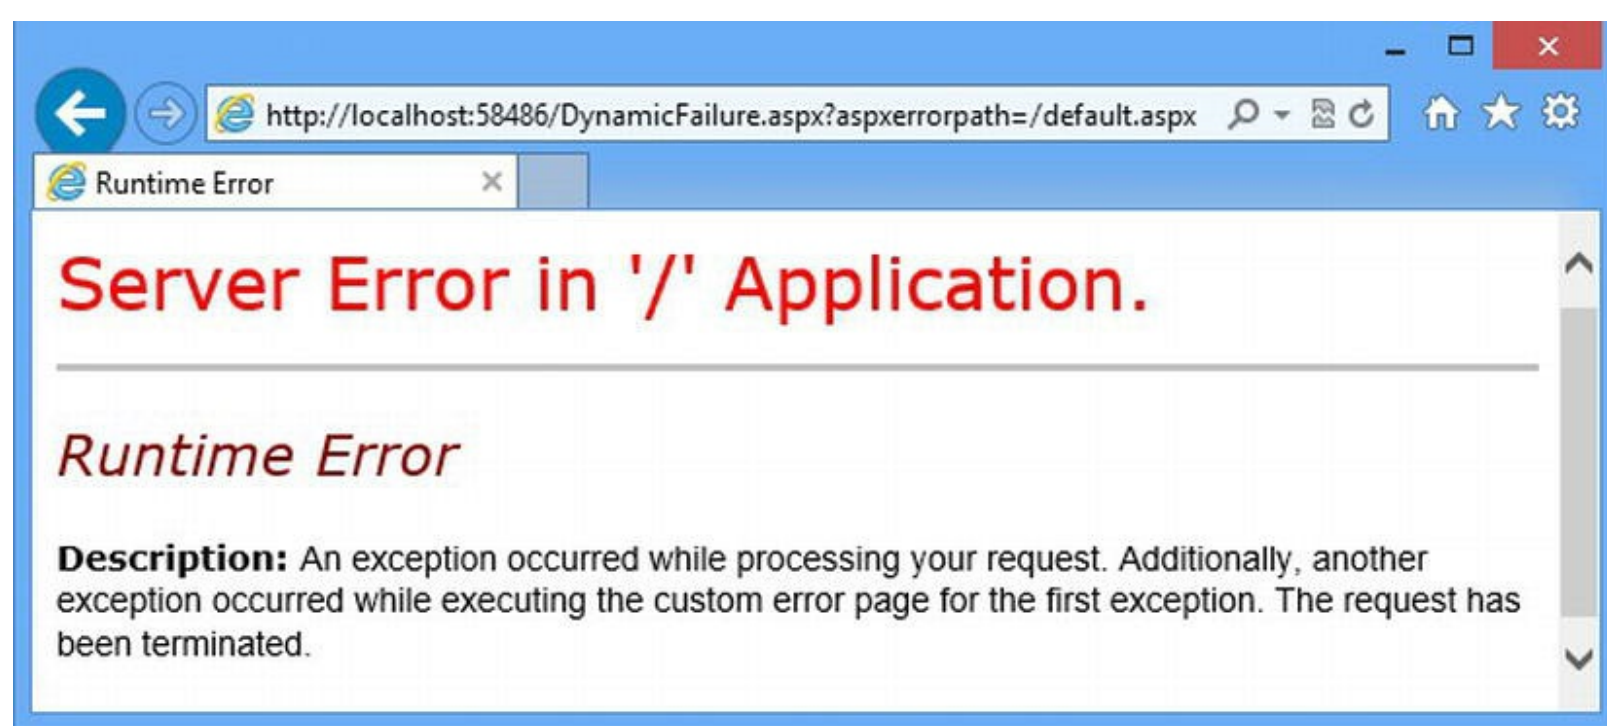 http://localhost:58486/DynamicFailure.aspx?aspxerrorpath=/default.aspx
Runtime Error
Server Error in '/' Application.
Runtime Error
Description: An exception occurred while processing your request. Additionally, another
exception occurred while executing the custom error page for the first exception. The request has
been terminated.